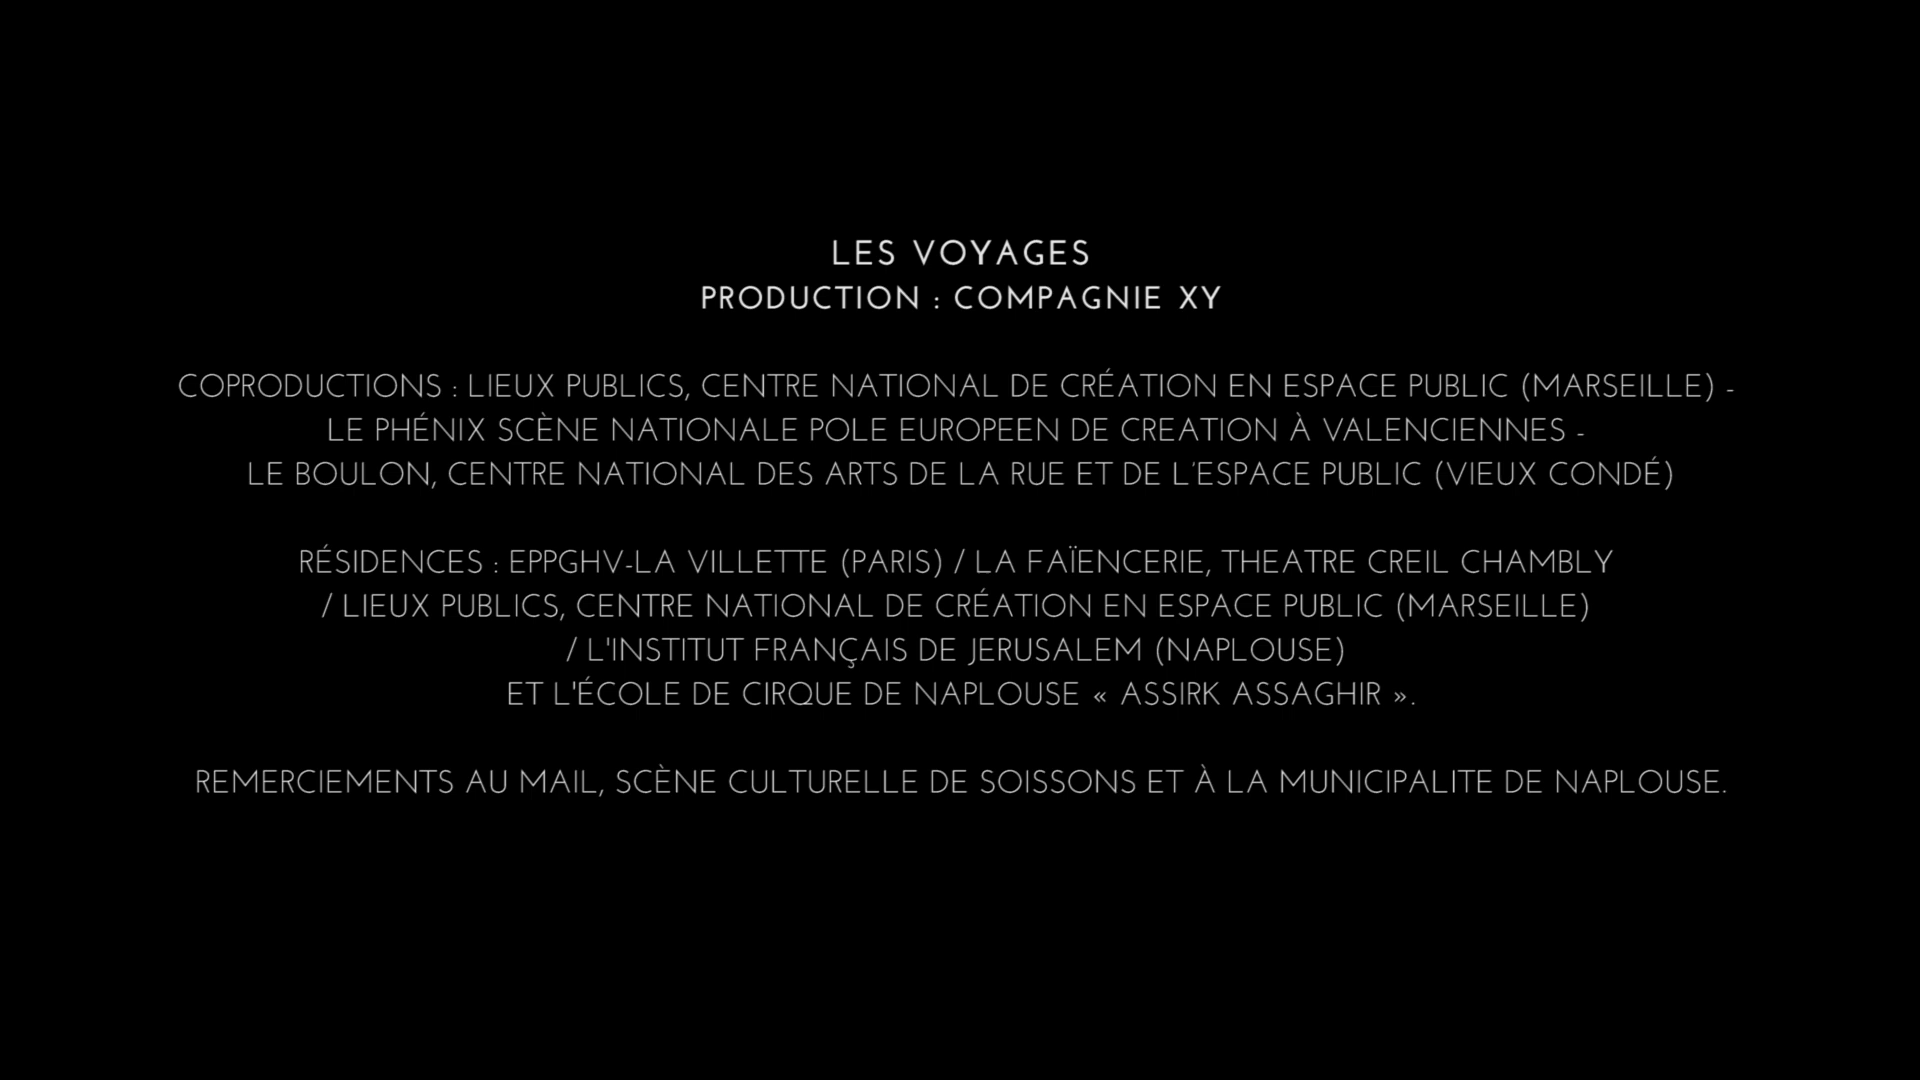 LES VOYAGES
PRODUCTION : COMPAGNIE XY
COPRODUCTIONS : LIEUX PUBLICS, CENTRE NATIONAL DE CRÉATION EN ESPACE PUBLIC (MARSEILLE) -
LE PHÉNIX SCÈNE NATIONALE POLE EUROPEEN DE CREATION À VALENCIENNES -
LE BOULON, CENTRE NATIONAL DES ARTS DE LA RUE ET DE L'ESPACE PUBLIC (VIEUX CONDÉ)
RÉSIDENCES : EPPGHV-LA VILLETTE (PARIS) / LA FAÏENCERIE, THEATRE CREIL CHAMBLY
/ LIEUX PUBLICS, CENTRE NATIONAL DE CRÉATION EN ESPACE PUBLIC (MARSEILLE)
/ L'INSTITUT FRANÇAIS DE JERUSALEM (NAPLOUSE)
ET L'ÉCOLE DE CIRQUE DE NAPLOUSE « ASSIRK ASSAGHIR ».
REMERCIEMENTS AU MAIL, SCÈNE CULTURELLE DE SOISSONS ET À LA MUNICIPALITE DE NAPLOUSE.